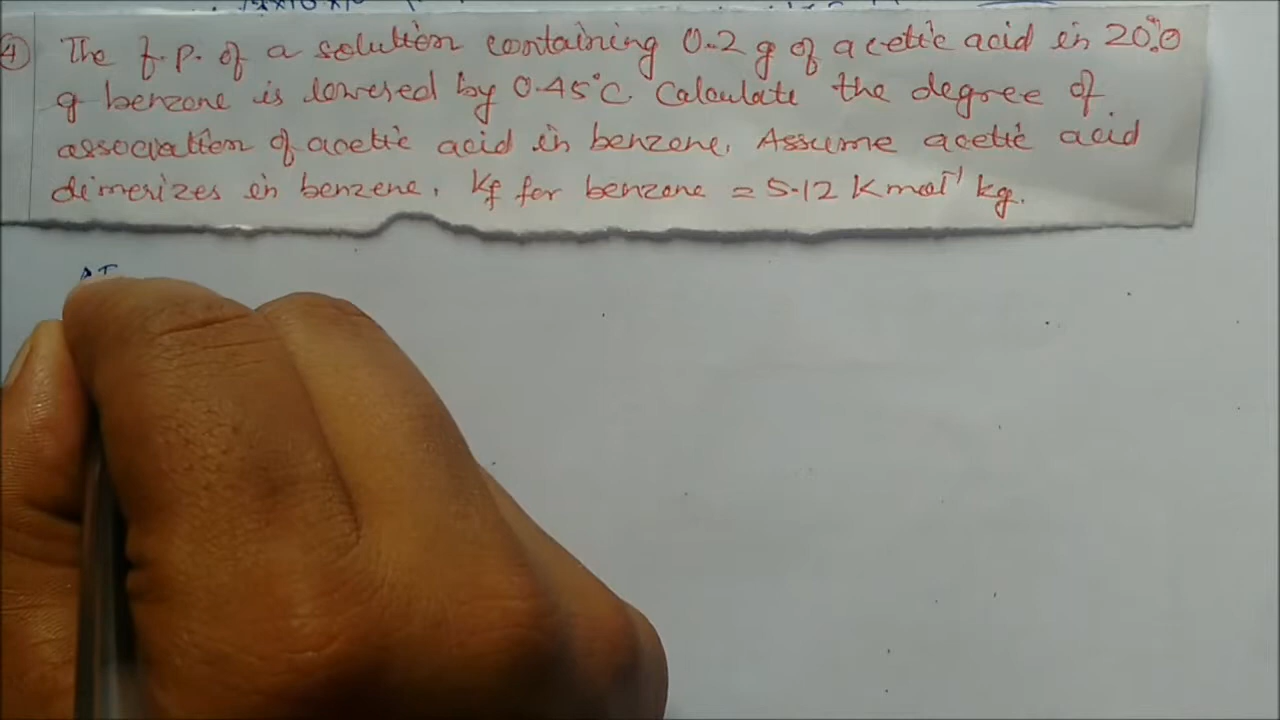 ④ The f.p. of a solution containing 0.2 g of acetic acid in 20.0
g benzene is lowered by 0.45°C. Calculate the degree of
association of acetic acid in benzene. Assume acetic acid
dimerizes in benzene. Kf for benzene = 5.12 K mol⁻¹ kg.
ΔT